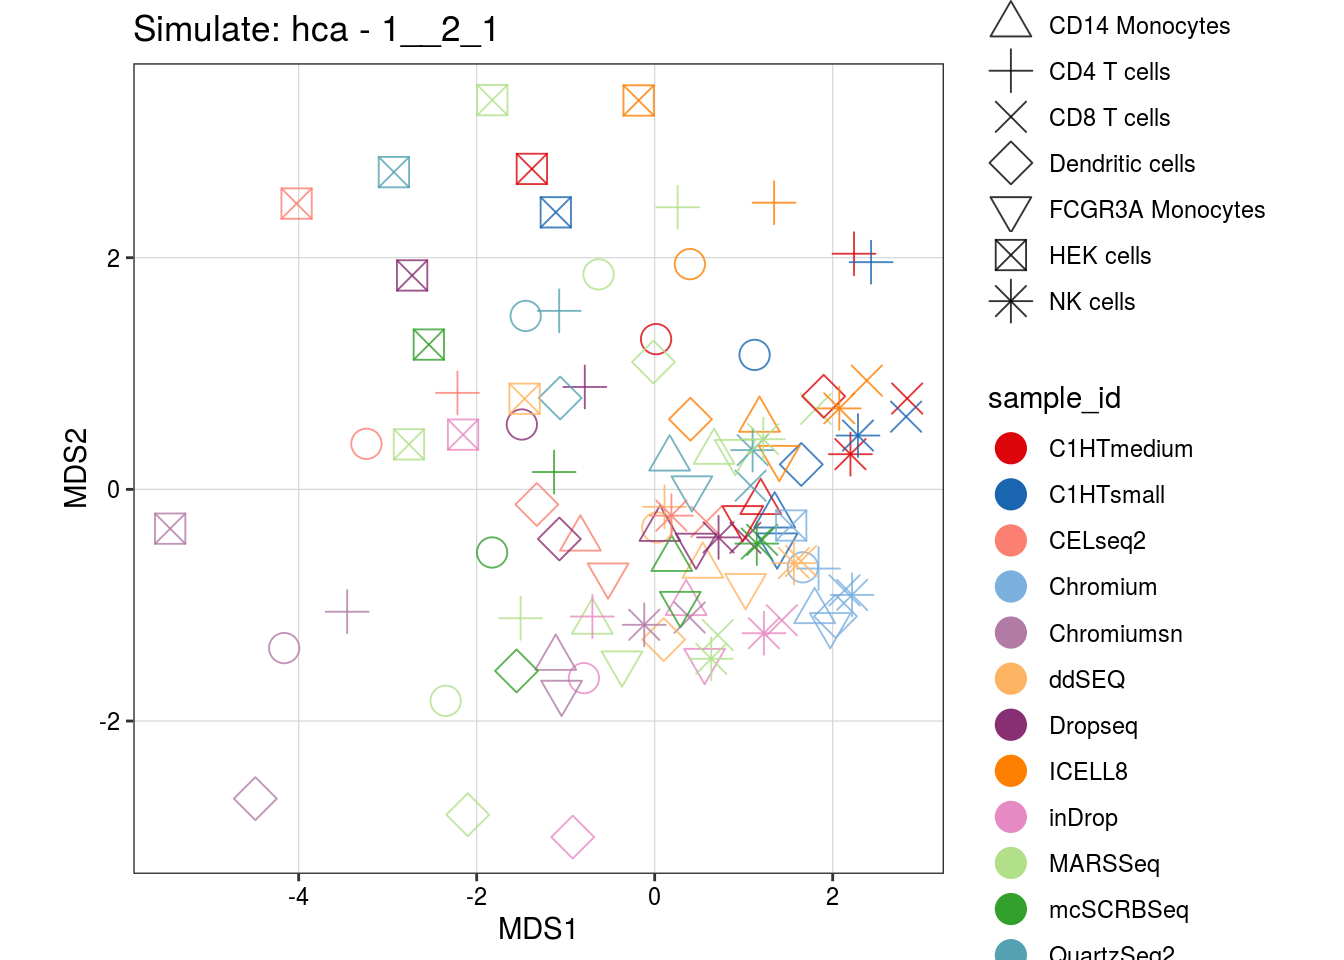 Simulate: hca - 1__2_1
MDS2
2
0
-2
-4
-2
0
2
MDS1
CD14 Monocytes
CD4 T cells
CD8 T cells
Dendritic cells
FCGR3A Monocytes
HEK cells
NK cells
sample_id
C1HTmedium
C1HTsmall
CELseq2
Chromium
Chromiumsn
ddSEQ
Dropseq
ICELL8
inDrop
MARSSeq
mcSCRBSeq
QuartzSeq2